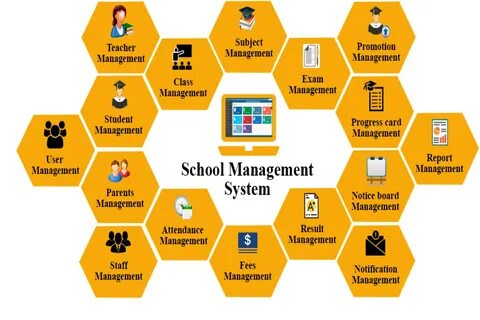 Teacher
Management
Class
Management
Subject
Management
Exam
Management
Promotion
Management
Student
Management
Progress card
Management
User
Management
Report
Management
School Management
System
Parents
Management
Notice board
Management
Attendance
Management
Result
Management
A+
Staff
Management
$
Fees
Management
Notification
Management